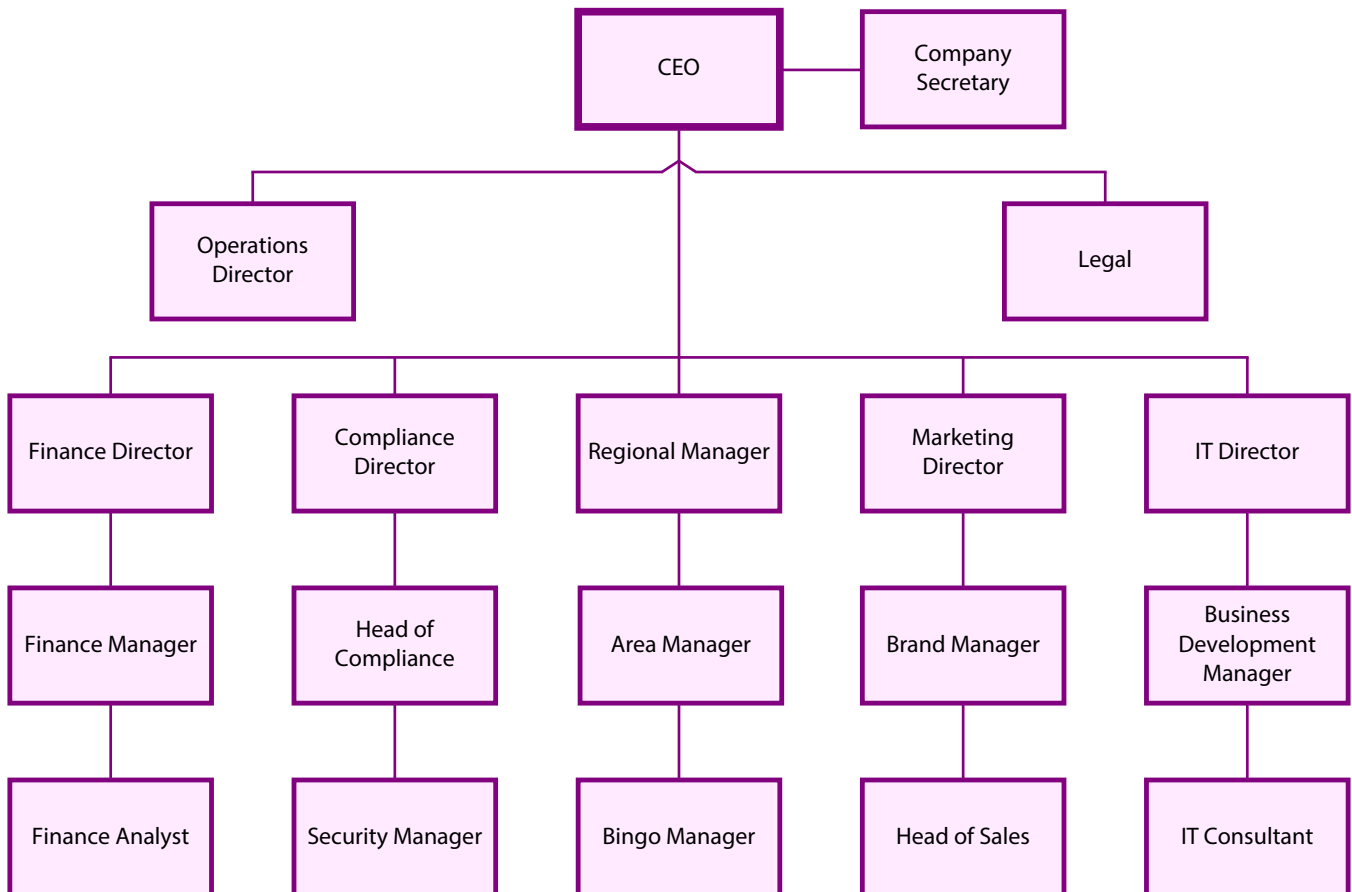 CEO
Company
Secretary
Operations
Director
Legal
Finance Director
Compliance
Director
Regional Manager
Marketing
Director
IT Director
Finance Manager
Head of
Compliance
Area Manager
Brand Manager
Business
Development
Manager
Finance Analyst
Security Manager
Bingo Manager
Head of Sales
IT Consultant